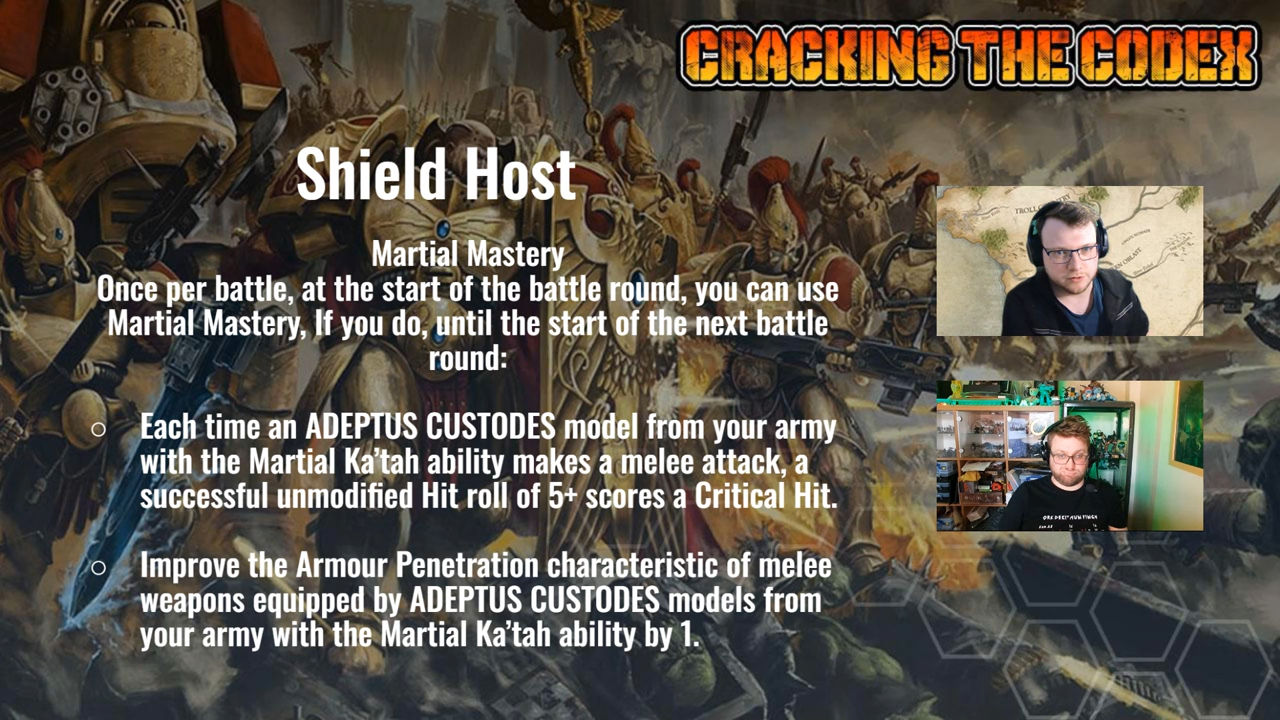 CRACKING THE CODEX
Shield Host
Martial Mastery
Once per battle, at the start of the battle round, you can use
Martial Mastery, If you do, until the start of the next battle
round:
Each time an ADEPTUS CUSTODES model from your army
with the Martial Ka'tah ability makes a melee attack, a
successful unmodified Hit roll of 5+ scores a Critical Hit.
Improve the Armour Penetration characteristic of melee
weapons equipped by ADEPTUS CUSTODES models from
your army with the Martial Ka'tah ability by 1.